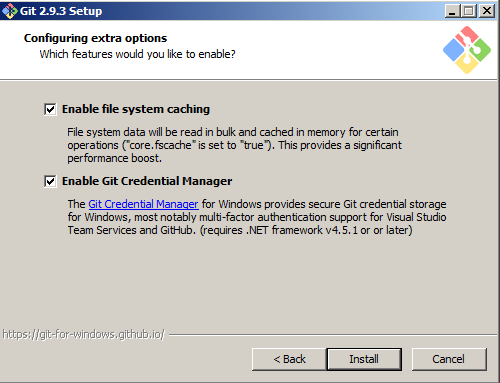 Git 2.9.3 Setup
Configuring extra options
Which features would you like to enable?
Enable file system caching
File system data will be read in bulk and cached in memory for certain
operations ("core.fscache" is set to "true"). This provides a significant
performance boost.
Enable Git Credential Manager
The Git Credential Manager for Windows provides secure Git credential storage
for Windows, most notably multi-factor authentication support for Visual Studio
Team Services and GitHub. (requires .NET framework v4.5.1 or or later)
https://git-for-windows.github.io/
< Back
Install
Cancel